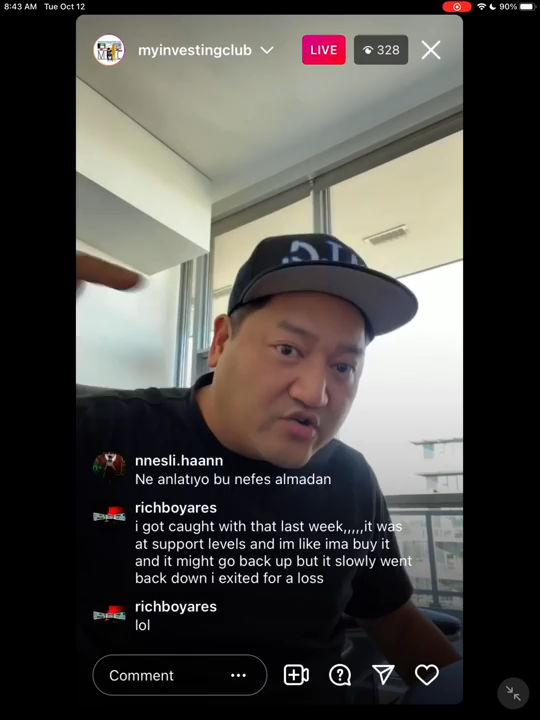 8:43 AM Tue Oct 12
90%
myinvestingclub
LIVE
328
nnesli.haann
Ne anlatıyo bu nefes almadan
richboyares
i got caught with that last week,,,,,it was
at support levels and im like ima buy it
and it might go back up but it slowly went
back down i exited for a loss
richboyares
lol
Comment